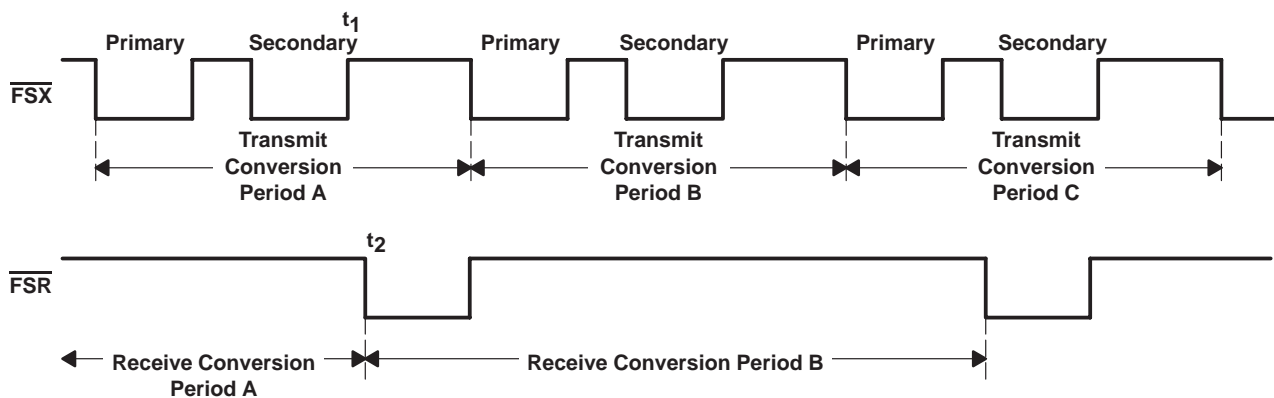 t1
Primary Secondary Primary Secondary Primary Secondary
FSX
Transmit Conversion Period A
Transmit Conversion Period B
Transmit Conversion Period C
t2
FSR
Receive Conversion Period A
Receive Conversion Period B